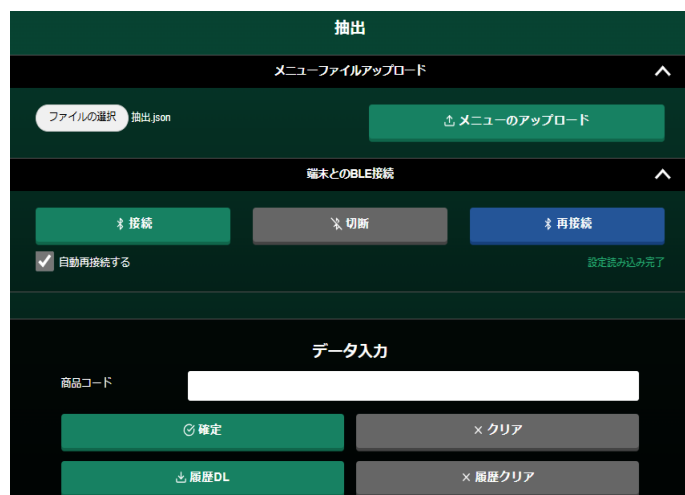 抽出
メニューファイルアップロード
ファイルの選択 抽出.json
メニューのアップロード
端末とのBLE接続
接続 切断 再接続
自動再接続する 設定読み込み完了
データ入力
商品コード
確定 クリア
履歴DL 履歴クリア